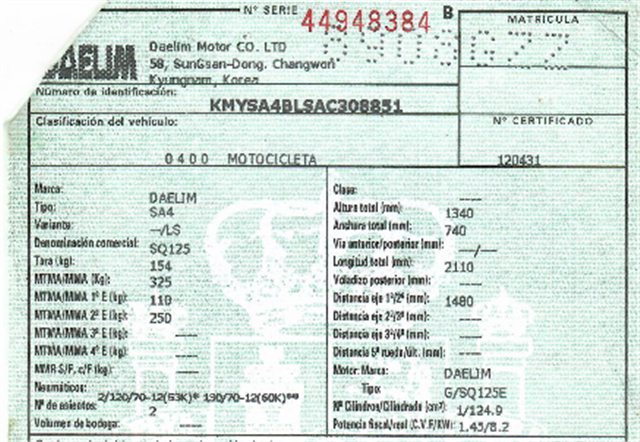 Nº SERIE 44948384 B
MATRÍCULA
DAELIM
Daelim Motor CO. LTD
58, SunGsan-Dong. Changwon
Kyungnam, Korea
Número de identificación:
KMYSA4BLSAC308851
Clasificación del vehículo:
Nº CERTIFICADO
0400 MOTOCICLETA
120431
Marca: DAELIM
Tipo: SA4
Variante: —/LS
Denominación comercial: SQ125
Tara (kg): 154
MTMA/MMA (Kg): 325
MTMA/MMA 1º E (kg): 110
MTMA/MMA 2º E (kg): 250
MTMA/MMA 3º E (kg): ——
MTMA/MMA 4º E (kg): ——
MMR S/F, c/F (kg): ——
Neumáticos: 2/120/70-12(53K)* 130/70-12(60K)**
Nº de asientos: 2
Volumen de bodega: ——
Clase: ——
Altura total (mm): 1340
Anchura total (mm): 740
Vía anterior/posterior (mm): —/—
Longitud total (mm): 2110
Voladizo posterior (mm): ——
Distancia eje 1º/2º (mm): 1480
Distancia eje 2º/3º (mm): ——
Distancia eje 3º/4º (mm): ——
Distancia 5ª rueda/últ. (mm): ——
Motor: Marca: DAELIM
Tipo: G/SQ125E
Nº Cilindros/Cilindrada (cm³): 1/124.9
Potencia fiscal/real (C.V.F/KW): 1.43/8.2